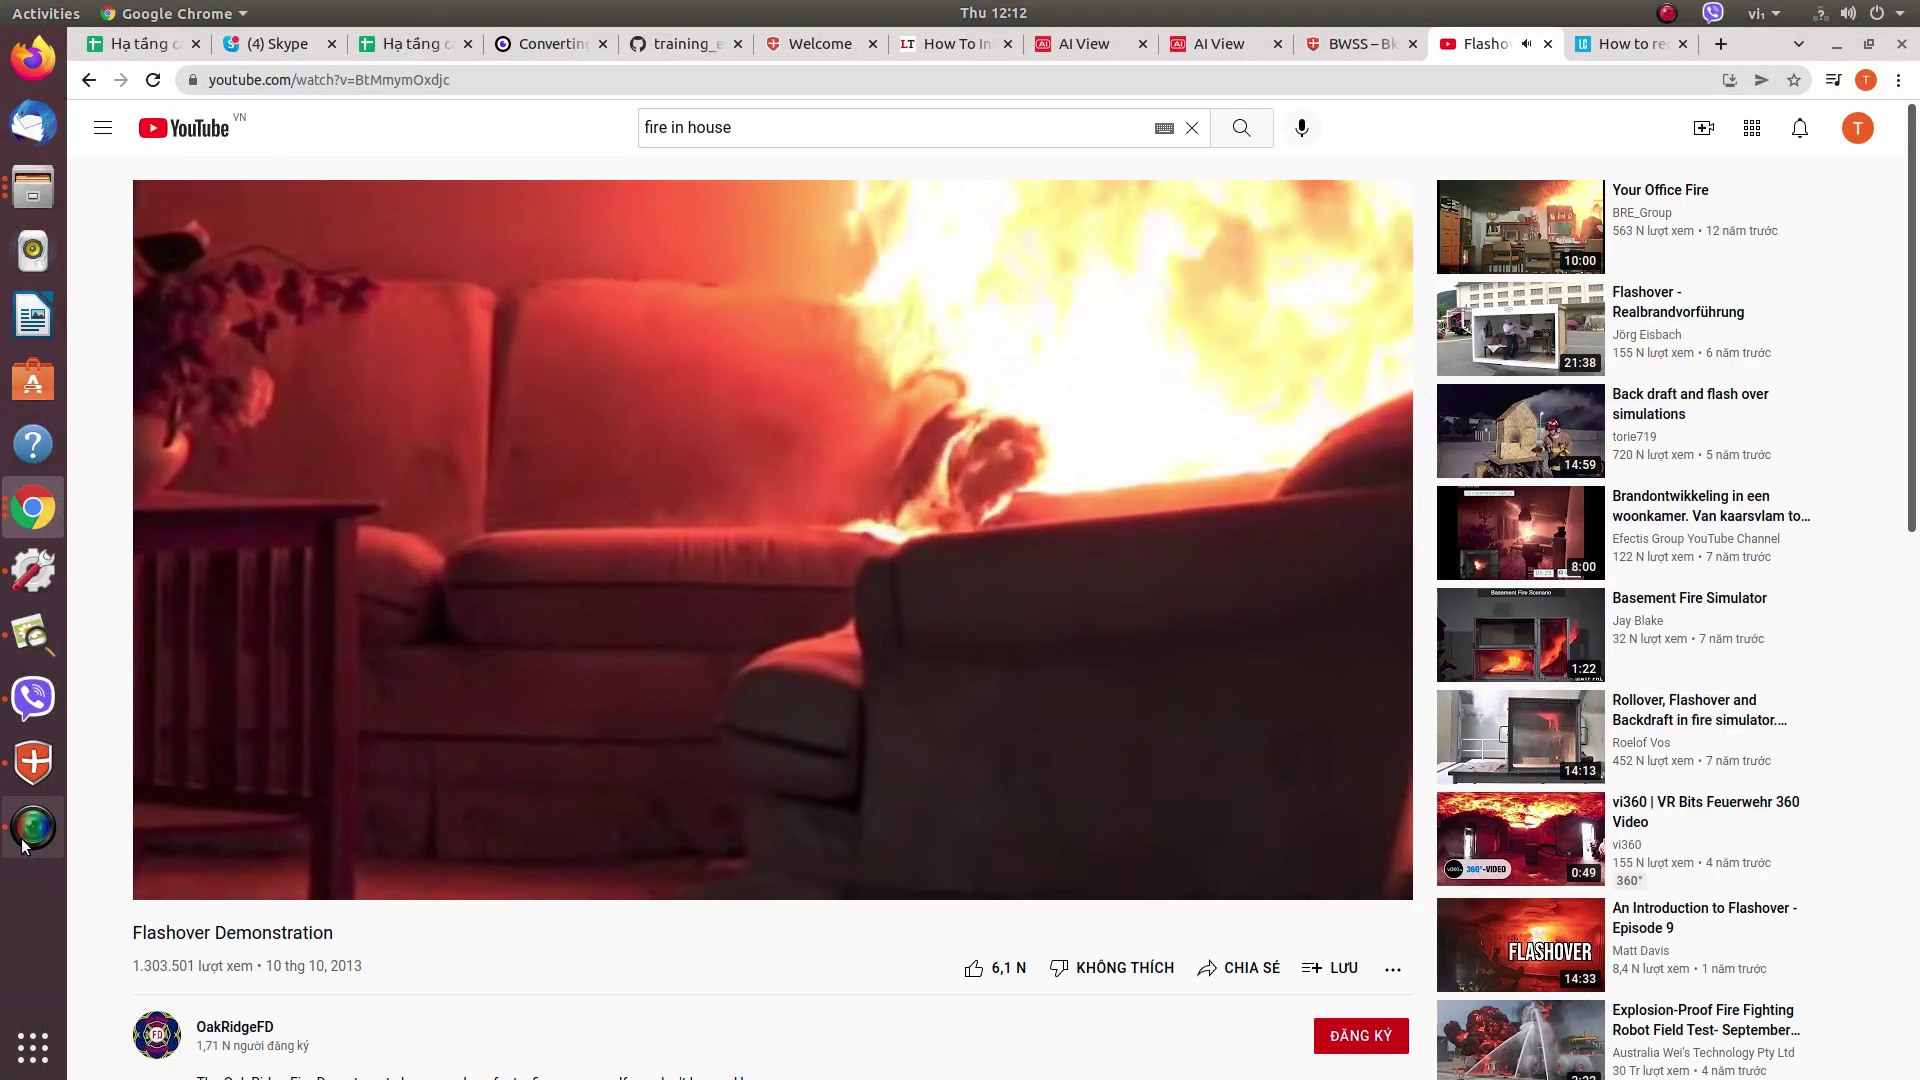 Activities
Google Chrome
Thu 12:12
vi₁
Hạ tầng c
(4) Skype
Hạ tầng c
Converting
training_e
Welcome
How To In
AI View
AI View
BWSS – Bk
Flasho
How to re
youtube.com/watch?v=BtMmymOxdjc
YouTube VN
fire in house
T
Your Office Fire
BRE_Group
563 N lượt xem • 12 năm trước
10:00
Flashover -
Realbrandvorführung
Jörg Eisbach
155 N lượt xem • 6 năm trước
21:38
Back draft and flash over
simulations
torie719
720 N lượt xem • 5 năm trước
14:59
Brandontwikkeling in een
woonkamer. Van kaarsvlam to…
Efectis Group YouTube Channel
122 N lượt xem • 7 năm trước
8:00
Basement Fire Scenario
Basement Fire Simulator
Jay Blake
32 N lượt xem • 7 năm trước
1:22
Rollover, Flashover and
Backdraft in fire simulator.…
Roelof Vos
452 N lượt xem • 7 năm trước
14:13
vi360 | VR Bits Feuerwehr 360
Video
vi360
155 N lượt xem • 4 năm trước
360°
360°-VIDEO
0:49
An Introduction to Flashover -
Episode 9
Matt Davis
8,4 N lượt xem • 1 năm trước
FLASHOVER
14:33
Explosion-Proof Fire Fighting
Robot Field Test- September…
Australia Wei's Technology Pty Ltd
30 Tr lượt xem • 4 năm trước
Flashover Demonstration
1.303.501 lượt xem • 10 thg 10, 2013
6,1 N
KHÔNG THÍCH
CHIA SẺ
LƯU
OakRidgeFD
1,71 N người đăng ký
ĐĂNG KÝ